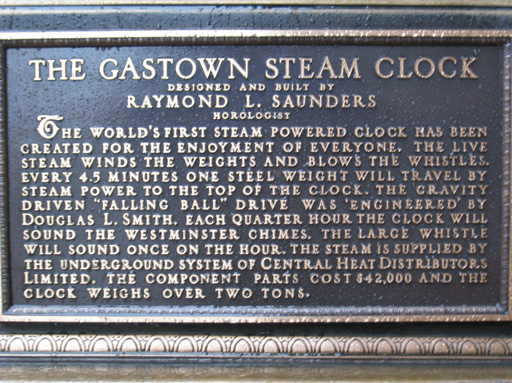 THE GASTOWN STEAM CLOCK
DESIGNED AND BUILT BY
RAYMOND L. SAUNDERS
HOROLOGIST
THE WORLD'S FIRST STEAM POWERED CLOCK HAS BEEN
CREATED FOR THE ENJOYMENT OF EVERYONE. THE LIVE
STEAM WINDS THE WEIGHTS AND BLOWS THE WHISTLES.
EVERY 4.5 MINUTES ONE STEEL WEIGHT WILL TRAVEL BY
STEAM POWER TO THE TOP OF THE CLOCK. THE GRAVITY
DRIVEN "FALLING BALL" DRIVE WAS 'ENGINEERED' BY
DOUGLAS L. SMITH. EACH QUARTER HOUR THE CLOCK WILL
SOUND THE WESTMINSTER CHIMES. THE LARGE WHISTLE
WILL SOUND ONCE ON THE HOUR. THE STEAM IS SUPPLIED BY
THE UNDERGROUND SYSTEM OF CENTRAL HEAT DISTRIBUTORS
LIMITED. THE COMPONENT PARTS COST $42,000 AND THE
CLOCK WEIGHS OVER TWO TONS.